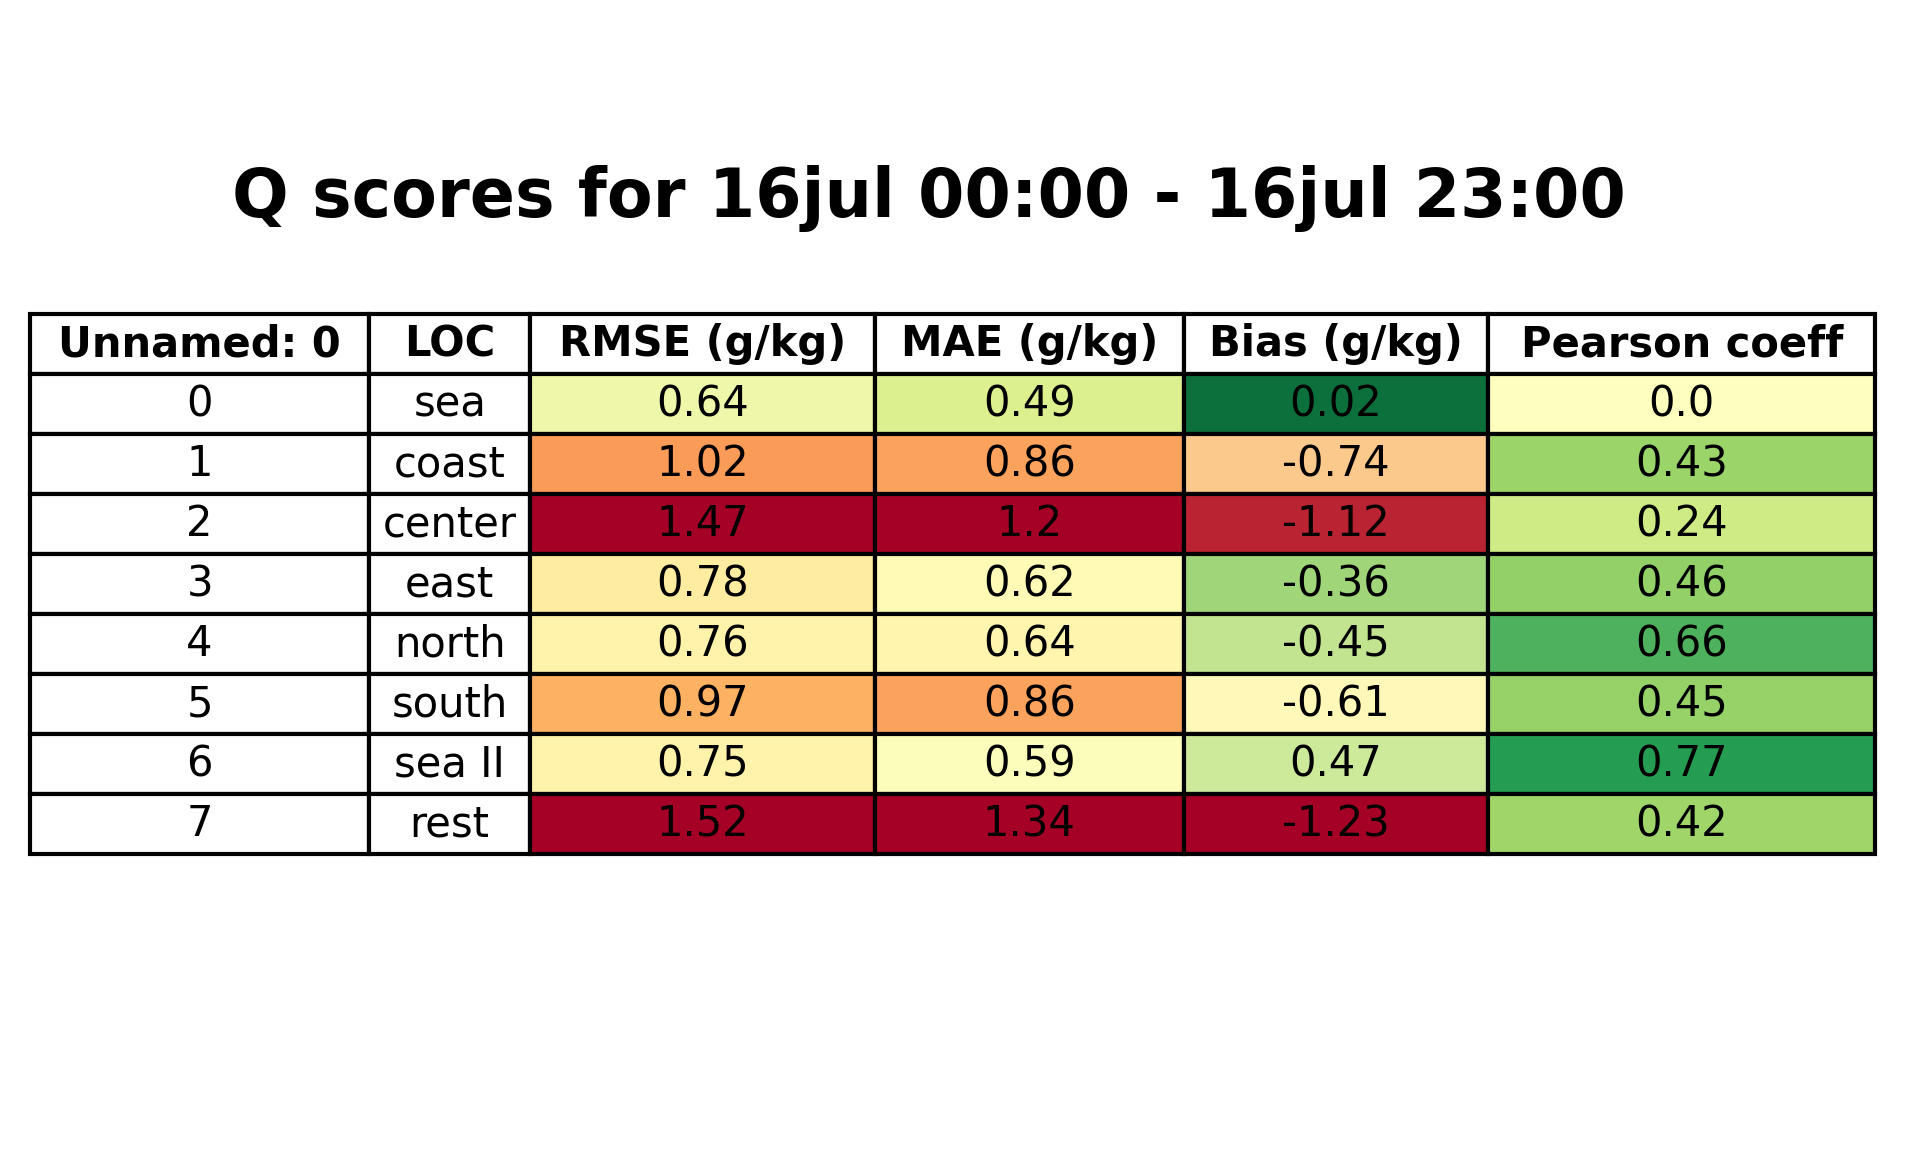 Q scores for 16jul 00:00 - 16jul 23:00
Unnamed: 0 LOC RMSE (g/kg) MAE (g/kg) Bias (g/kg) Pearson coeff
0 sea 0.64 0.49 0.02 0.0
1 coast 1.02 0.86 -0.74 0.43
2 center 1.47 1.2 -1.12 0.24
3 east 0.78 0.62 -0.36 0.46
4 north 0.76 0.64 -0.45 0.66
5 south 0.97 0.86 -0.61 0.45
6 sea II 0.75 0.59 0.47 0.77
7 rest 1.52 1.34 -1.23 0.42